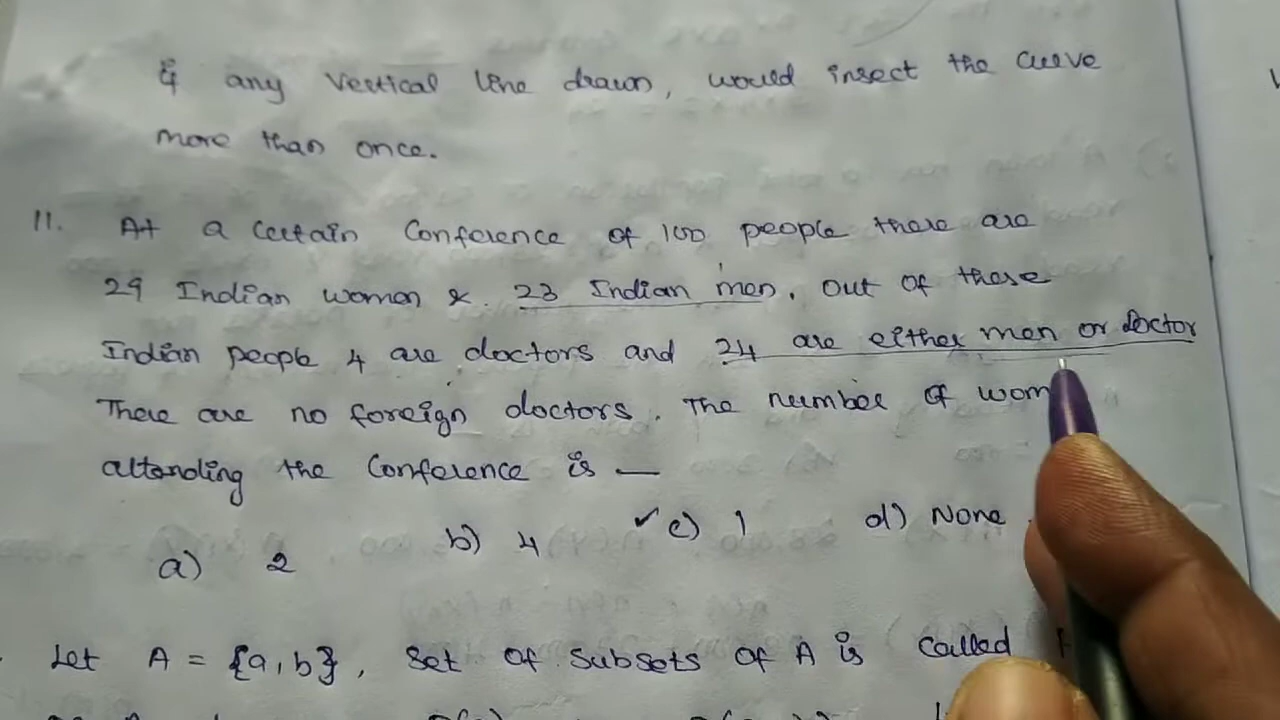 if any vertical line drawn, would insect the curve
more than once.
11. At a certain Conference of 100 people there are
29 Indian women & 23 Indian men. Out of these
Indian people 4 are doctors and 24 are either men or doctor
There are no foreign doctors. The number of
attending the Conference is —
a) 2 b) 4 ✓c) 1 d) None
Let A = {a, b}, Set of Subsets of A is called